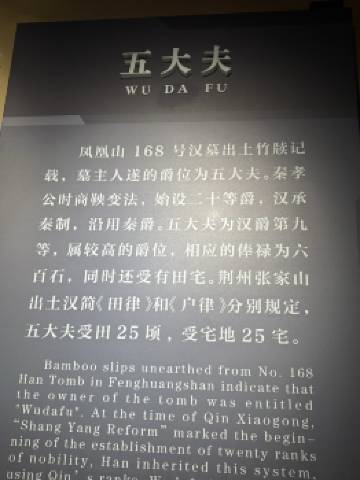 五大夫
WU DA FU
凤凰山 168 号汉墓出土竹牍记
载，墓主人遂的爵位为五大夫。秦孝
公时商鞅变法，始设二十等爵，汉承
秦制，沿用秦爵。五大夫为汉爵第九
等，属较高的爵位，相应的俸禄为六
百石，同时还受有田宅。荆州张家山
出土汉简《田律》和《户律》分别规定，
五大夫受田 25 顷，受宅地 25 宅。
Bamboo slips unearthed from No. 168
Han Tomb in Fenghuangshan indicate that
the owner of the tomb was entitled
"Wudafu". At the time of Qin Xiaogong,
"Shang Yang Reform" marked the begin-
ning of the establishment of twenty ranks
of nobility, Han inherited this system,
using Qin's ranks.